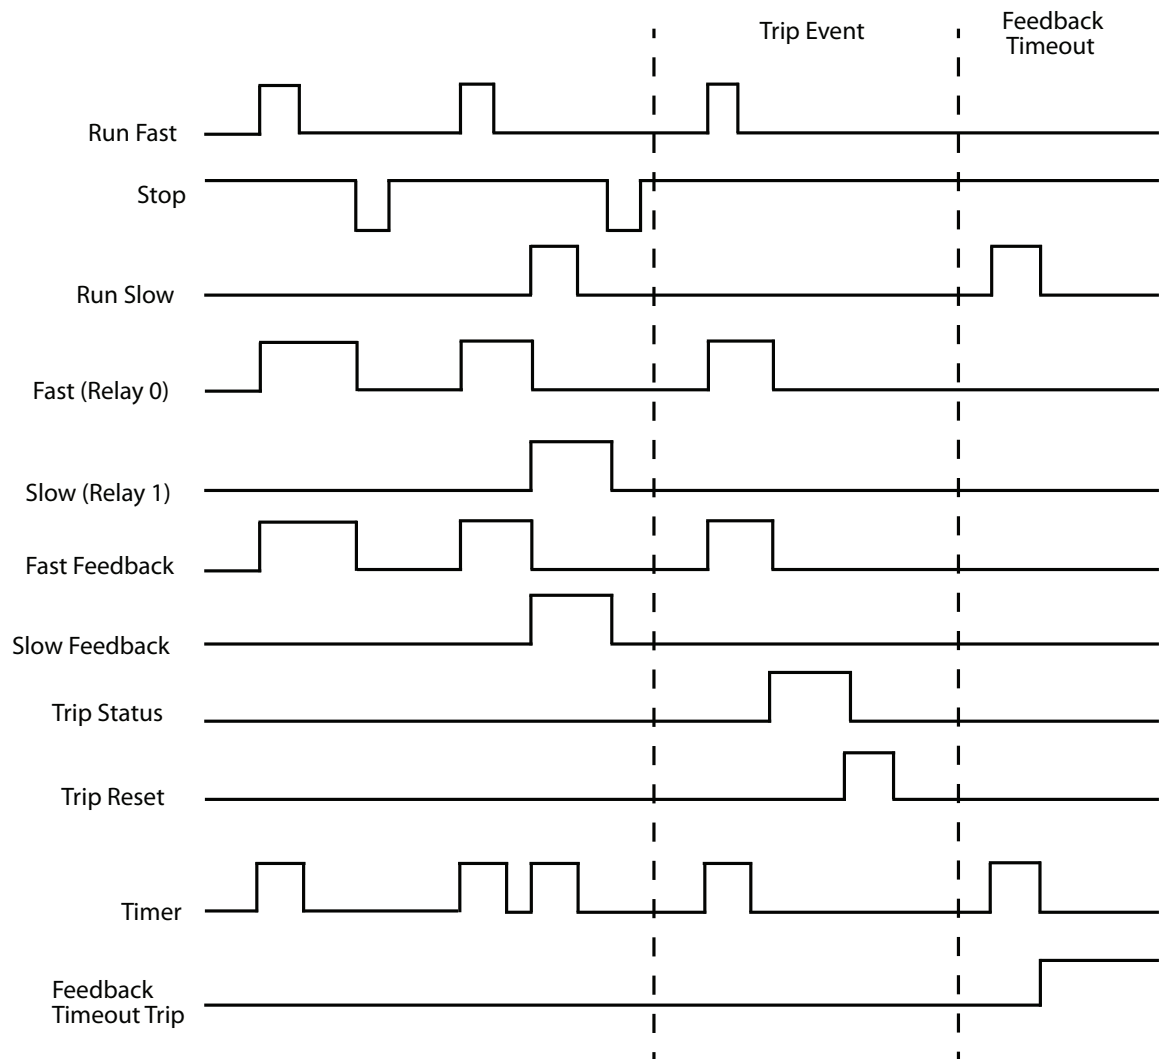 Trip Event
Feedback
Timeout
Run Fast
Stop
Run Slow
Fast (Relay 0)
Slow (Relay 1)
Fast Feedback
Slow Feedback
Trip Status
Trip Reset
Timer
Feedback
Timeout Trip